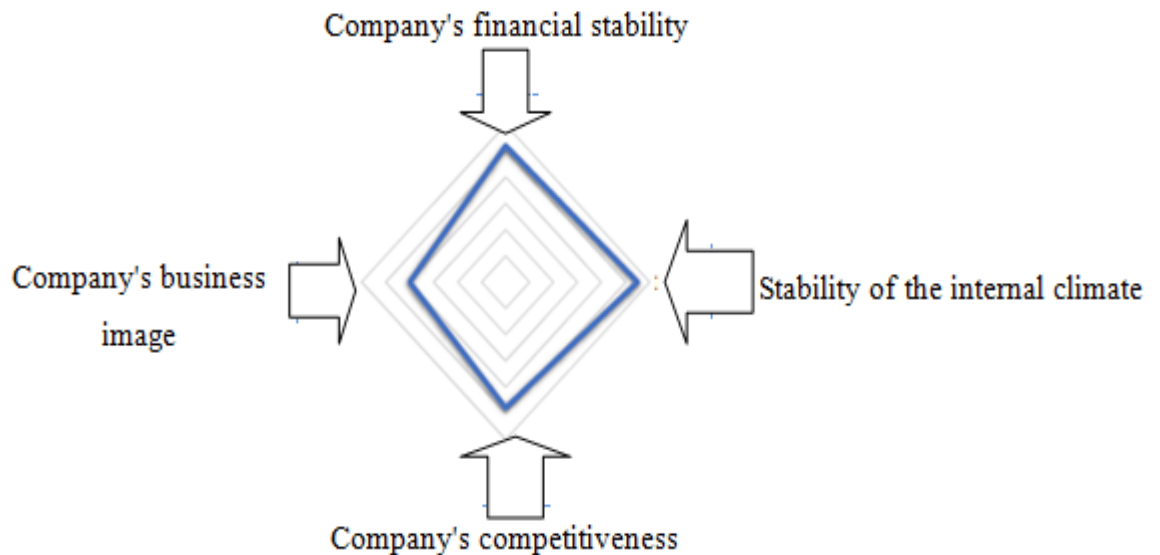 Company's financial stability
Company's business
image
Stability of the internal climate
Company's competitiveness